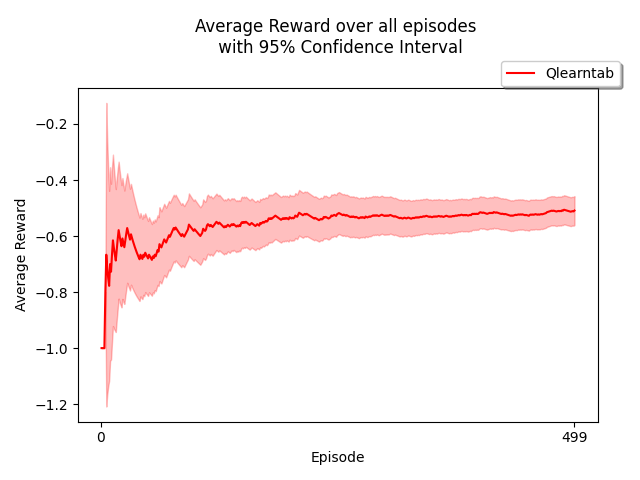 Average Reward over all episodes
with 95% Confidence Interval
Qlearntab
−0.2
−0.4
−0.6
−0.8
−1.0
−1.2
Average Reward
0
499
Episode